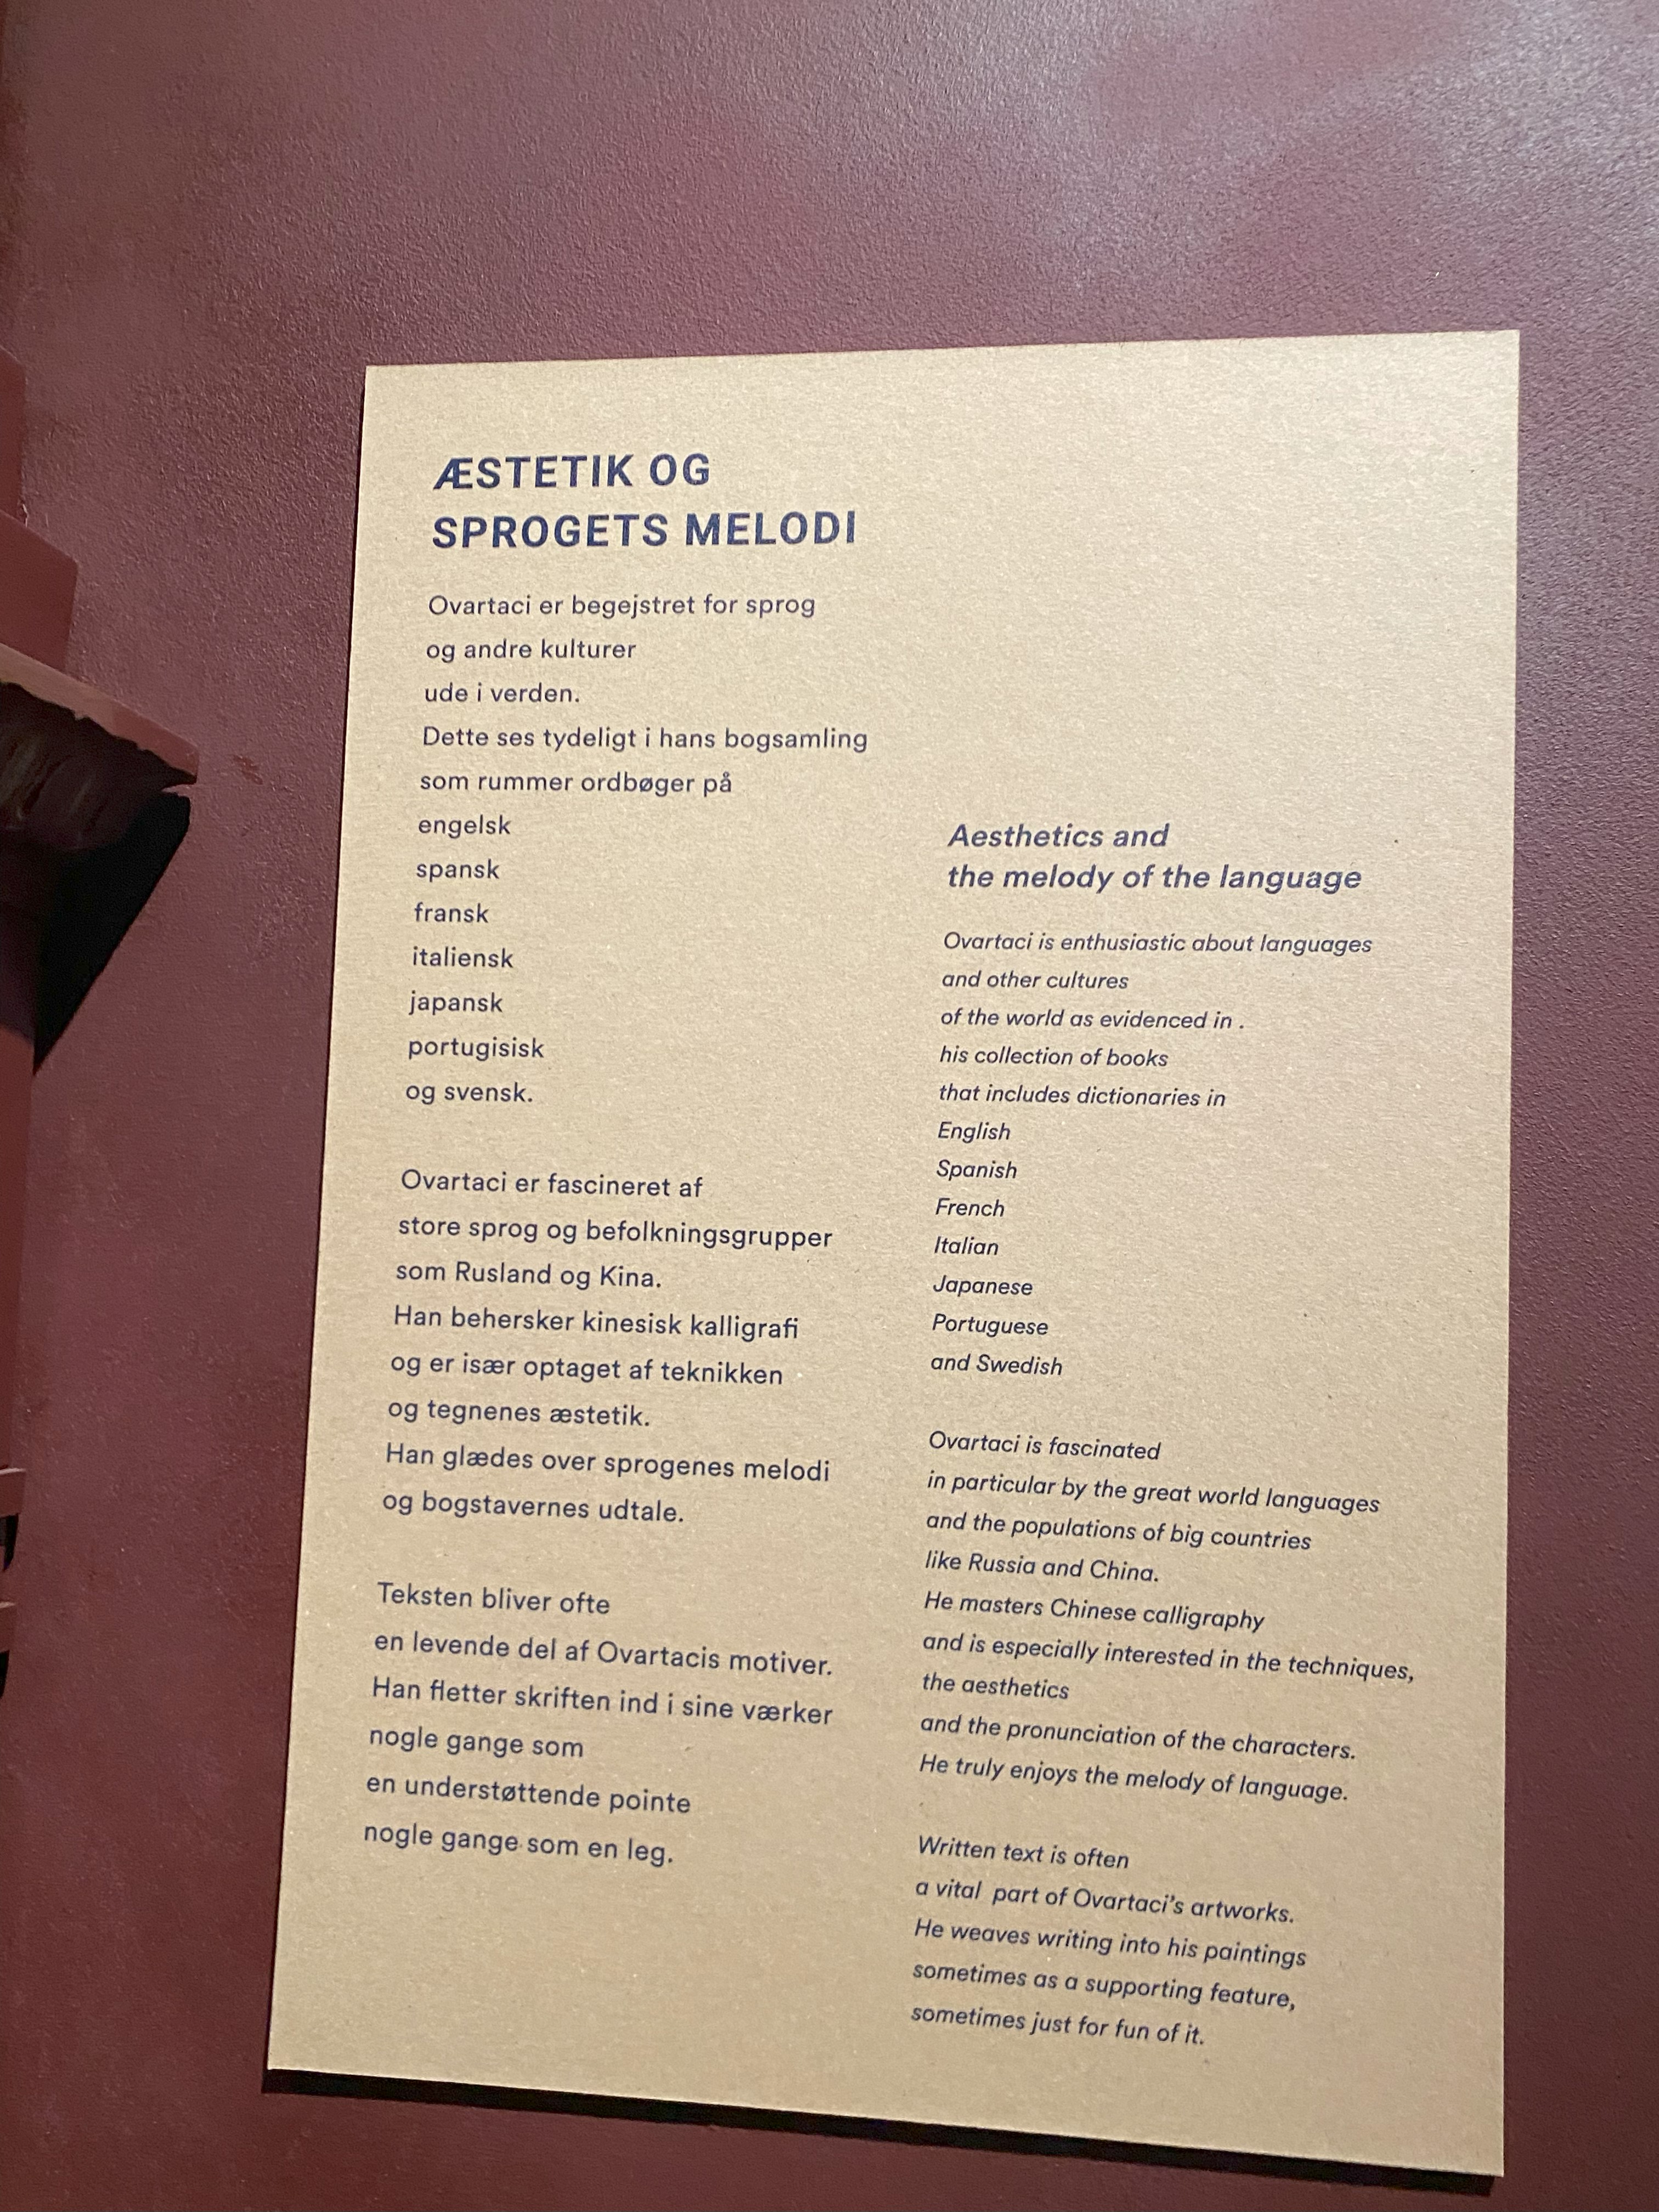 ÆSTETIK OG
SPROGETS MELODI
Ovartaci er begejstret for sprog
og andre kulturer
ude i verden.
Dette ses tydeligt i hans bogsamling
som rummer ordbøger på
engelsk
spansk
fransk
italiensk
japansk
portugisisk
og svensk.
Ovartaci er fascineret af
store sprog og befolkningsgrupper
som Rusland og Kina.
Han behersker kinesisk kalligrafi
og er især optaget af teknikken
og tegnenes æstetik.
Han glædes over sprogenes melodi
og bogstavernes udtale.
Teksten bliver ofte
en levende del af Ovartacis motiver.
Han fletter skriften ind i sine værker
nogle gange som
en understøttende pointe
nogle gange som en leg.
Aesthetics and
the melody of the language
Ovartaci is enthusiastic about languages
and other cultures
of the world as evidenced in .
his collection of books
that includes dictionaries in
English
Spanish
French
Italian
Japanese
Portuguese
and Swedish
Ovartaci is fascinated
in particular by the great world languages
and the populations of big countries
like Russia and China.
He masters Chinese calligraphy
and is especially interested in the techniques,
the aesthetics
and the pronunciation of the characters.
He truly enjoys the melody of language.
Written text is often
a vital  part of Ovartaci's artworks.
He weaves writing into his paintings
sometimes as a supporting feature,
sometimes just for fun of it.